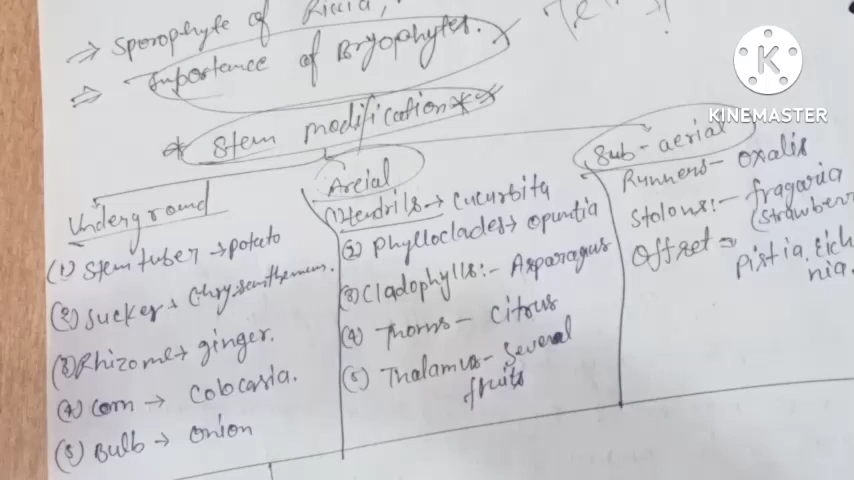 ⇒ Sporophyte of Riccia,
⇒ Importance of Bryophytes.
* Stem modification **
Underground
(1) Stem tuber → potato
(2) Sucker → Chrysanthemum.
(3) Rhizome → ginger.
(4) Corm → Colocasia.
(5) Bulb → onion
Areial
(1) Tendrils → Cucurbita
(2) Phylloclades → opuntia
(3) Cladophylls:- Asparagus
(4) Thorns - Citrus
(5) Thalamus - Several
fruits
Sub-aerial
Runners - oxalis
Stolons:- fragaria
(Strawberr
Offset ⇒
Pistia, Eich
nia.
K
KINEMASTER